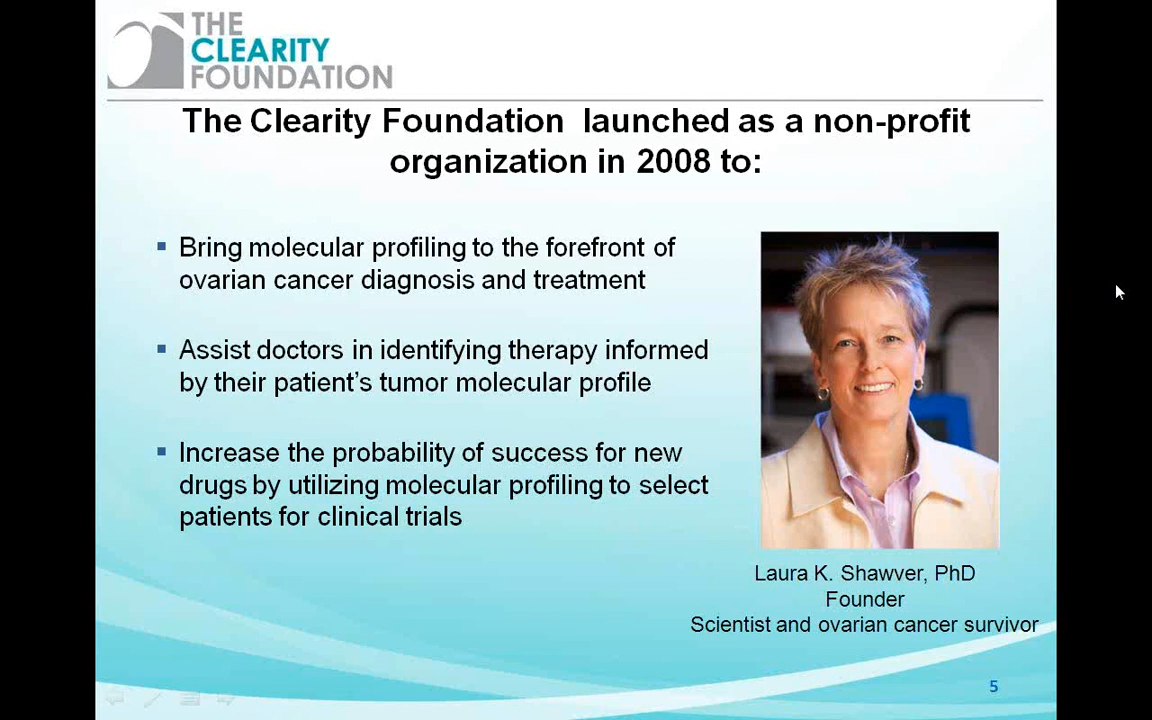 THE
CLEARITY
FOUNDATION
The Clearity Foundation launched as a non-profit
organization in 2008 to:
▪ Bring molecular profiling to the forefront of
ovarian cancer diagnosis and treatment
▪ Assist doctors in identifying therapy informed
by their patient’s tumor molecular profile
▪ Increase the probability of success for new
drugs by utilizing molecular profiling to select
patients for clinical trials
Laura K. Shawver, PhD
Founder
Scientist and ovarian cancer survivor
5